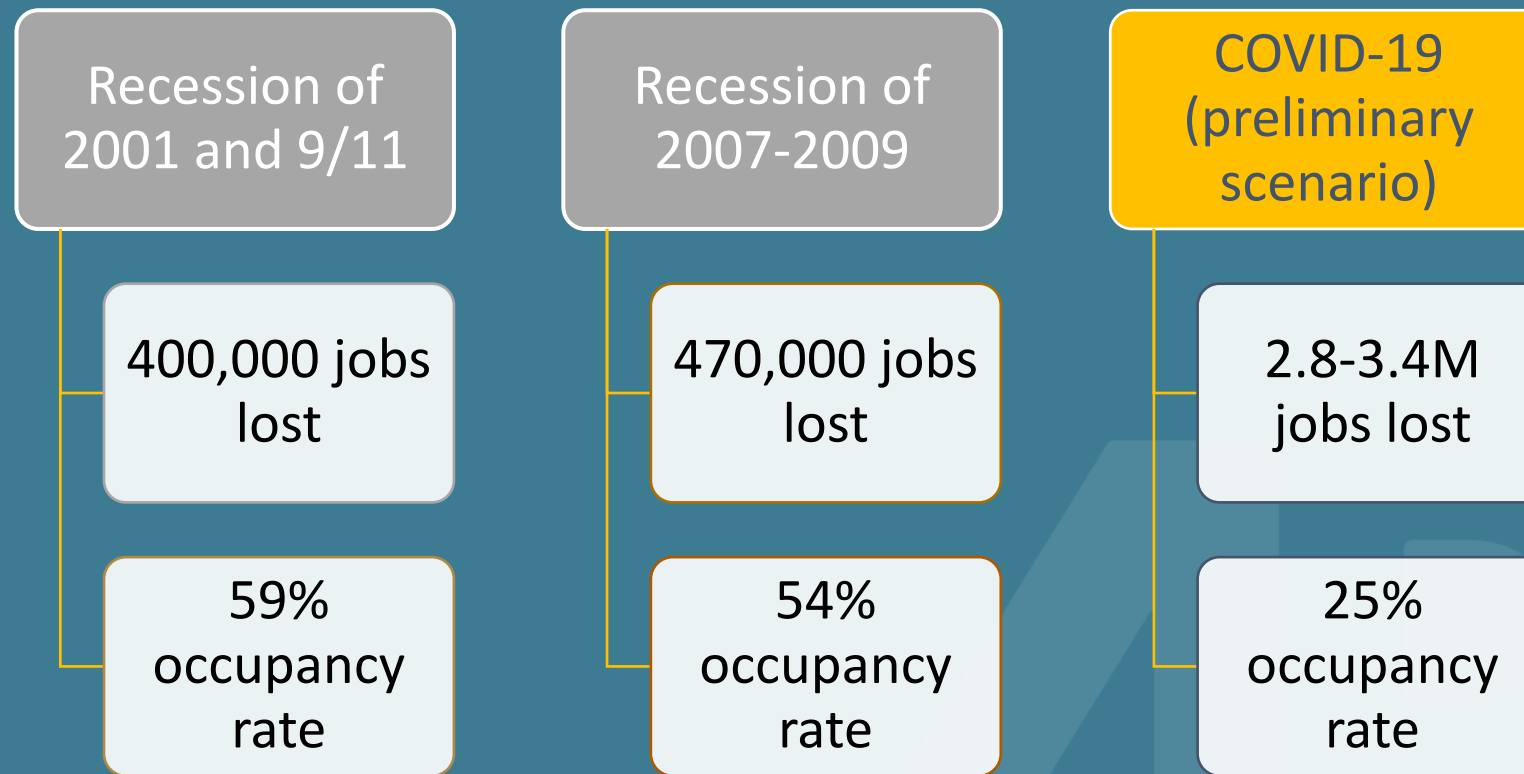 Recession of
2001 and 9/11
400,000 jobs
lost
59%
occupancy
rate
Recession of
2007-2009
470,000 jobs
lost
54%
occupancy
rate
COVID-19
(preliminary
scenario)
2.8-3.4M
jobs lost
25%
occupancy
rate